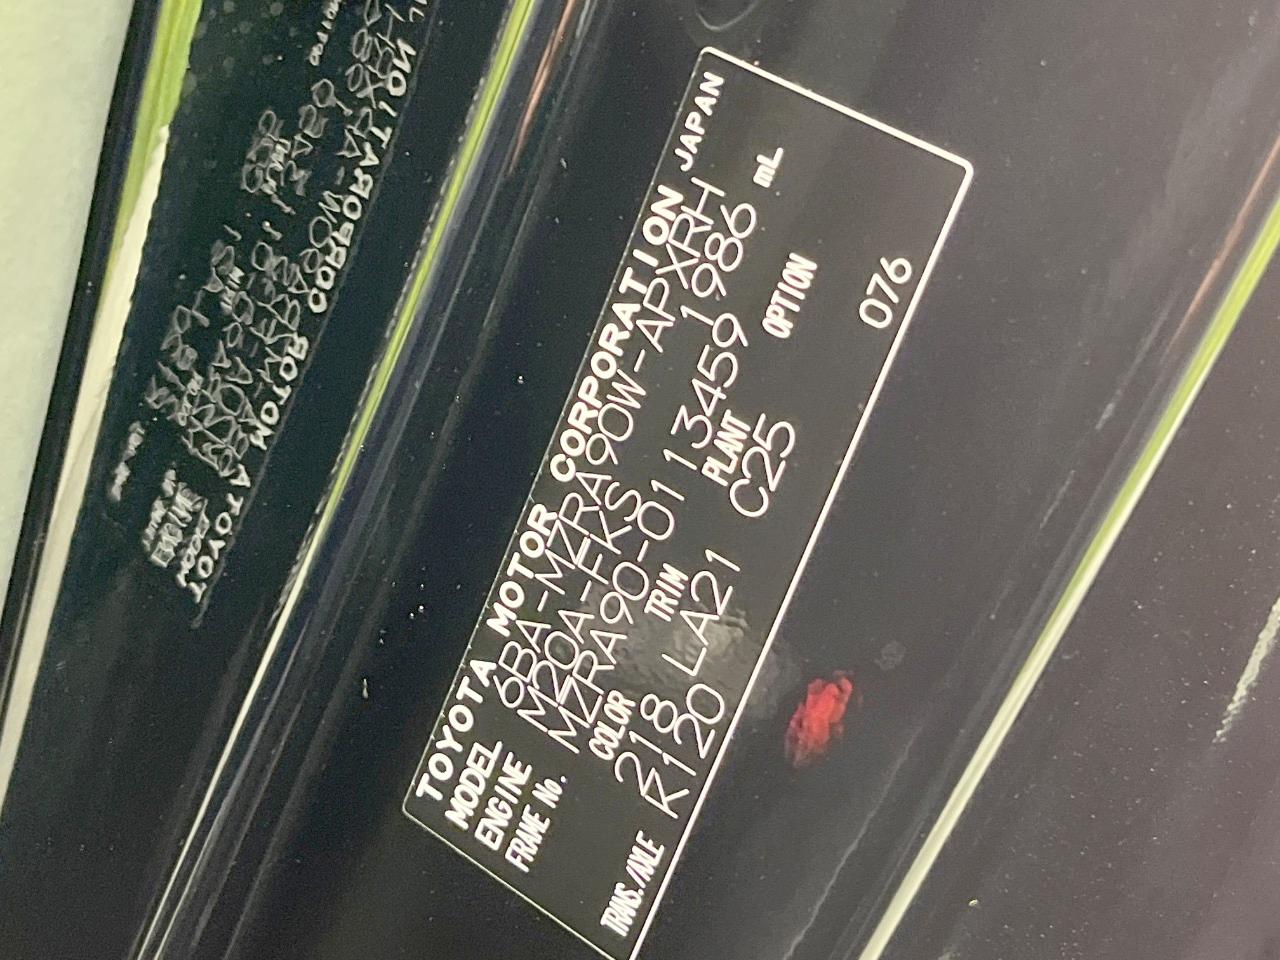 TOYOTA MOTOR CORPORATION JAPAN
MODEL 6BA-MZRA90W-APXRH
ENGINE M20A-FKS 1986 mL
FRAME No. MZRA90-0113459
COLOR TRIM PLANT OPTION
218 LA21 C25 076
TRANS./AXLE K120